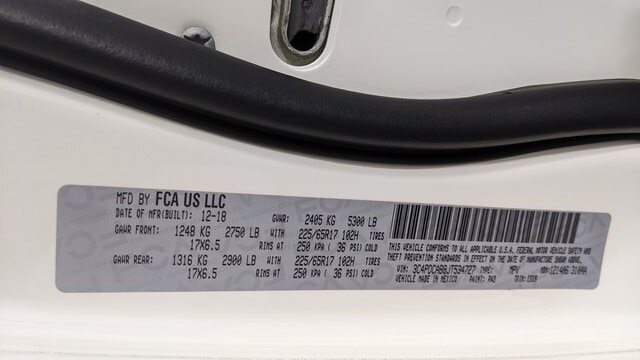 MFD BY FCA US LLC
DATE OF MFR(BUILT): 12-18 GVWR: 2405 KG 5300 LB
GAWR FRONT: 1248 KG 2750 LB WITH 225/65R17 102H TIRES
17X6.5 RIMS AT 250 KPA ( 36 PSI) COLD
GAWR REAR: 1316 KG 2900 LB WITH 225/65R17 102H TIRES
17X6.5 RIMS AT 250 KPA ( 36 PSI) COLD
THIS VEHICLE CONFORMS TO ALL APPLICABLE U.S.A. FEDERAL MOTOR VEHICLE SAFETY AND
THEFT PREVENTION STANDARDS IN EFFECT ON THE DATE OF MANUFACTURE SHOWN ABOVE.
VIN: 3C4PDCAB8JT534727 TYPE: MPV MDH: 121406
VEHICLE MADE IN MEXICO PAINT: PW3 TRIM: